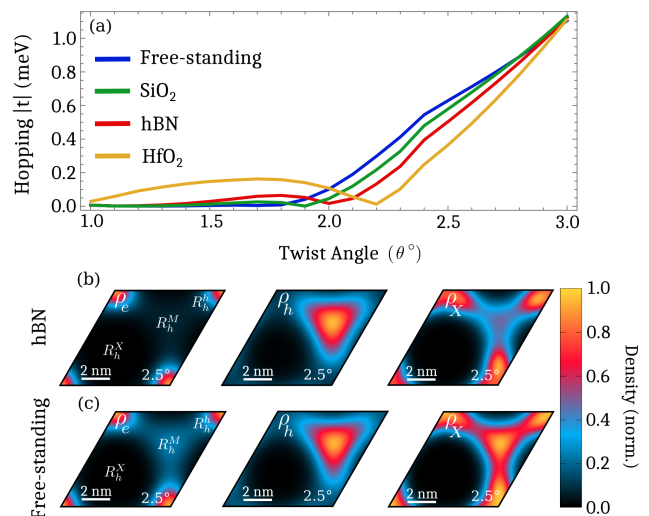 (a)
Hopping |t| (meV)
1.0
0.8
0.6
0.4
0.2
0.0
Free-standing
SiO₂
hBN
HfO₂
1.0 1.5 2.0 2.5 3.0
Twist Angle (θ°)
(b)
hBN
ρₑ
R_h^h
R_h^M
R_h^X
2 nm 2.5°
ρ_h
2 nm 2.5°
ρ_X
2 nm 2.5°
(c)
Free-standing
ρₑ
R_h^h
R_h^M
R_h^X
2 nm 2.5°
ρ_h
2 nm 2.5°
ρ_X
2 nm 2.5°
1.0
0.8
0.6
0.4
0.2
0.0
Density (norm.)